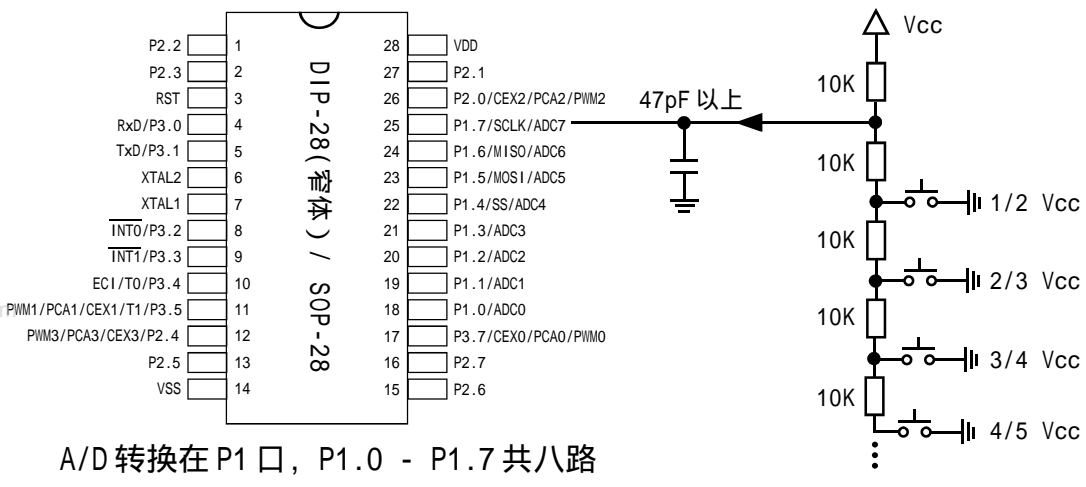 P2.2 1 28 VDD
P2.3 2 27 P2.1
RST 3 26 P2.0/CEX2/PCA2/PWM2
RxD/P3.0 4 25 P1.7/SCLK/ADC7
TxD/P3.1 5 24 P1.6/MISO/ADC6
XTAL2 6 23 P1.5/MOSI/ADC5
XTAL1 7 22 P1.4/SS/ADC4
INT0/P3.2 8 21 P1.3/ADC3
INT1/P3.3 9 20 P1.2/ADC2
ECI/T0/P3.4 10 19 P1.1/ADC1
PWM1/PCA1/CEX1/T1/P3.5 11 18 P1.0/ADC0
PWM3/PCA3/CEX3/P2.4 12 17 P3.7/CEX0/PCA0/PWM0
P2.5 13 16 P2.7
VSS 14 15 P2.6
DIP-28(窄体) / SOP-28
47pF 以上
Vcc
10K
10K
1/2 Vcc
10K
2/3 Vcc
10K
3/4 Vcc
10K
4/5 Vcc
A/D 转换在 P1 口, P1.0 - P1.7 共八路